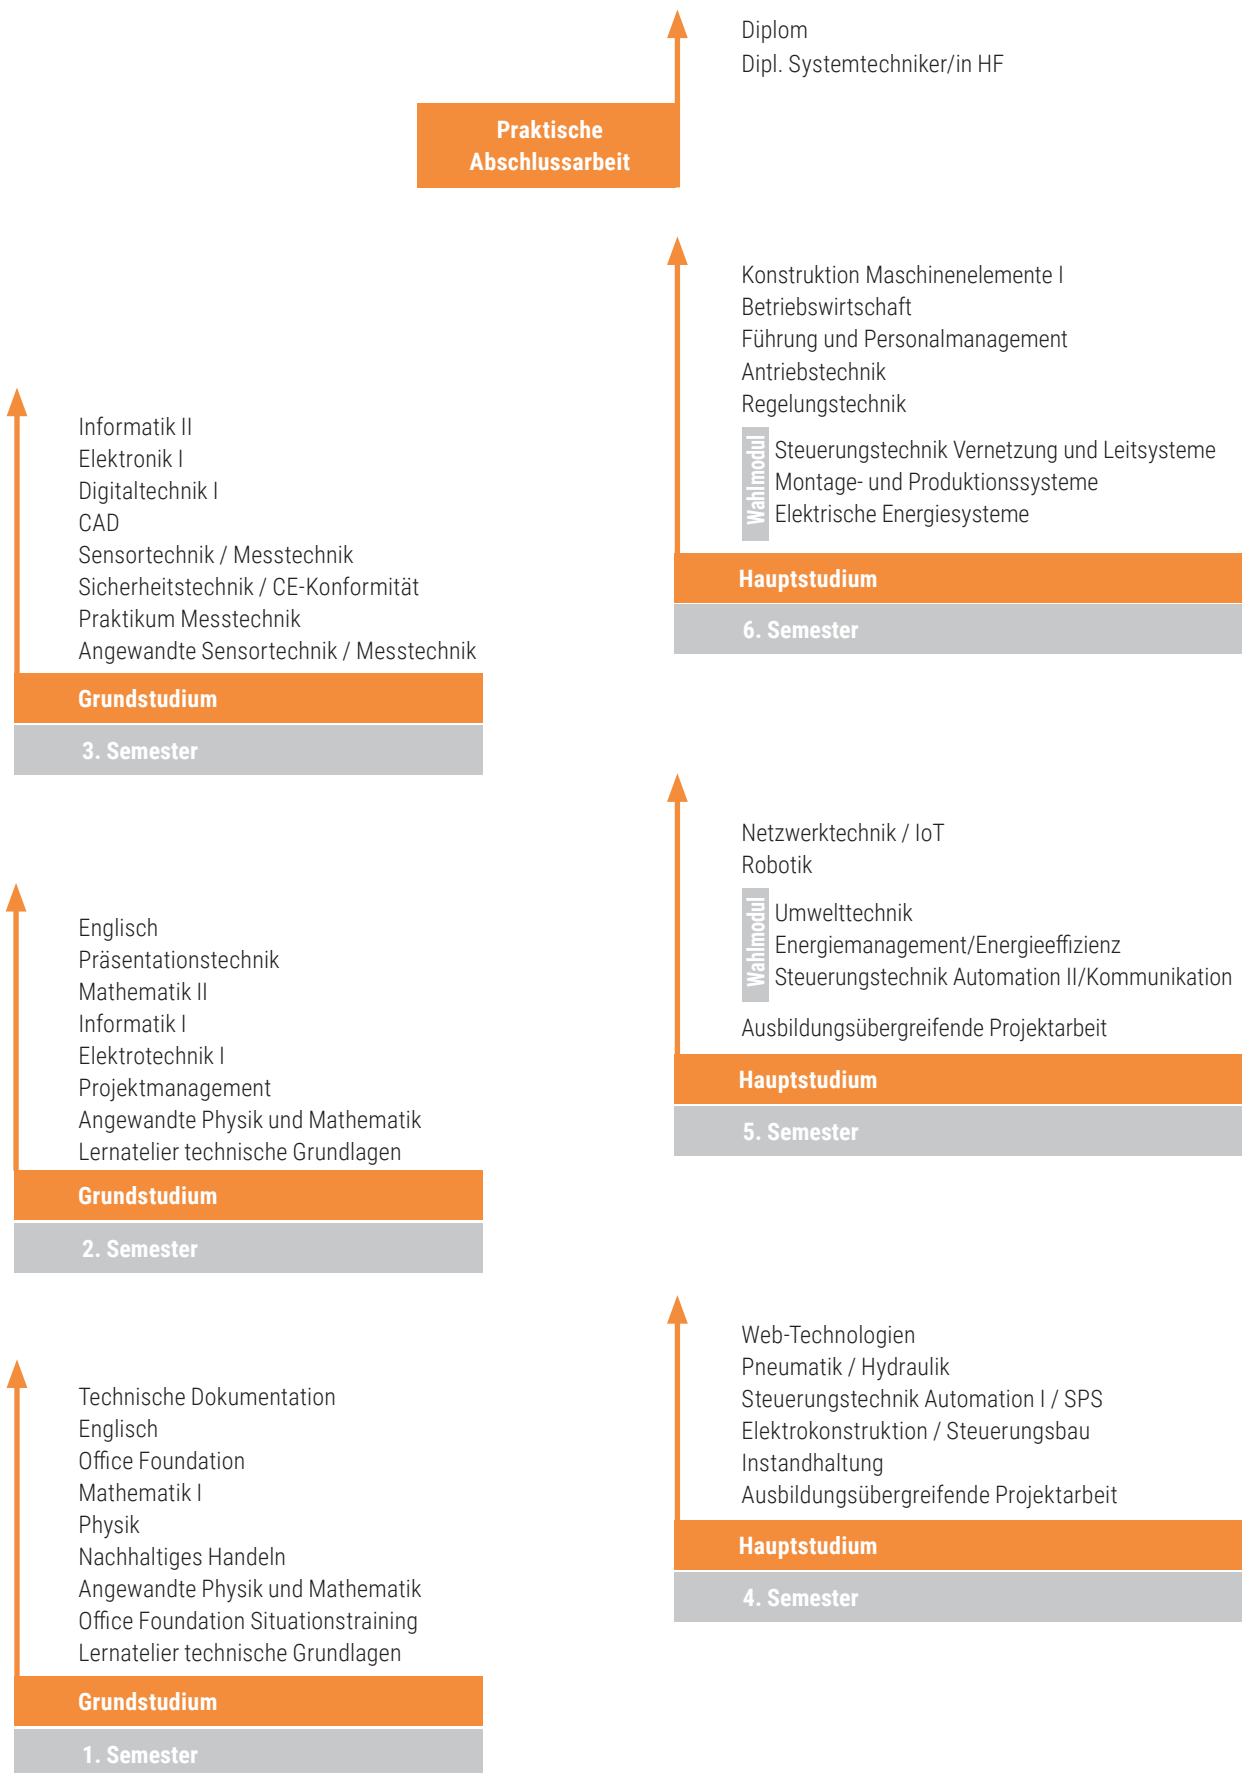 Diplom
Dipl. Systemtechniker/in HF
Praktische
Abschlussarbeit
Konstruktion Maschinenelemente I
Betriebswirtschaft
Führung und Personalmanagement
Antriebstechnik
Regelungstechnik
Wahlmodul
Steuerungstechnik Vernetzung und Leitsysteme
Montage- und Produktionssysteme
Elektrische Energiesysteme
Hauptstudium
6. Semester
Informatik II
Elektronik I
Digitaltechnik I
CAD
Sensortechnik / Messtechnik
Sicherheitstechnik / CE-Konformität
Praktikum Messtechnik
Angewandte Sensortechnik / Messtechnik
Grundstudium
3. Semester
Netzwerktechnik / IoT
Robotik
Wahlmodul
Umwelttechnik
Energiemanagement/Energieeffizienz
Steuerungstechnik Automation II/Kommunikation
Ausbildungsübergreifende Projektarbeit
Hauptstudium
5. Semester
Englisch
Präsentationstechnik
Mathematik II
Informatik I
Elektrotechnik I
Projektmanagement
Angewandte Physik und Mathematik
Lernatelier technische Grundlagen
Grundstudium
2. Semester
Web-Technologien
Pneumatik / Hydraulik
Steuerungstechnik Automation I / SPS
Elektrokonstruktion / Steuerungsbau
Instandhaltung
Ausbildungsübergreifende Projektarbeit
Hauptstudium
4. Semester
Technische Dokumentation
Englisch
Office Foundation
Mathematik I
Physik
Nachhaltiges Handeln
Angewandte Physik und Mathematik
Office Foundation Situationstraining
Lernatelier technische Grundlagen
Grundstudium
1. Semester